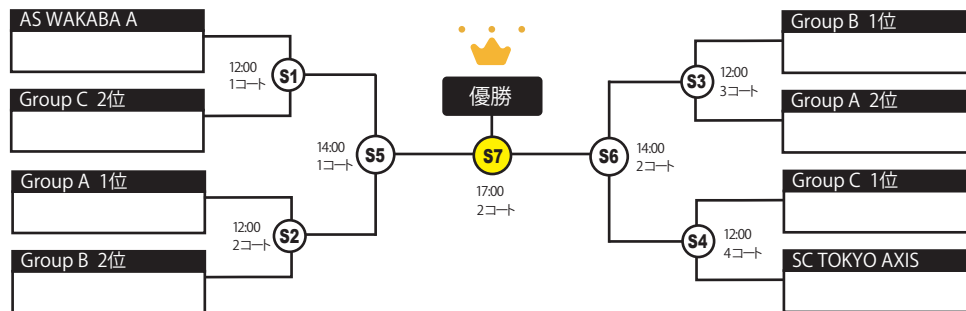 AS WAKABA A
Group C 2位
12:00
1コート
S1
Group A 1位
Group B 2位
12:00
2コート
S2
14:00
1コート
S5
優勝
S7
17:00
2コート
S6
14:00
2コート
S3
12:00
3コート
Group B 1位
Group A 2位
S4
12:00
4コート
Group C 1位
SC TOKYO AXIS